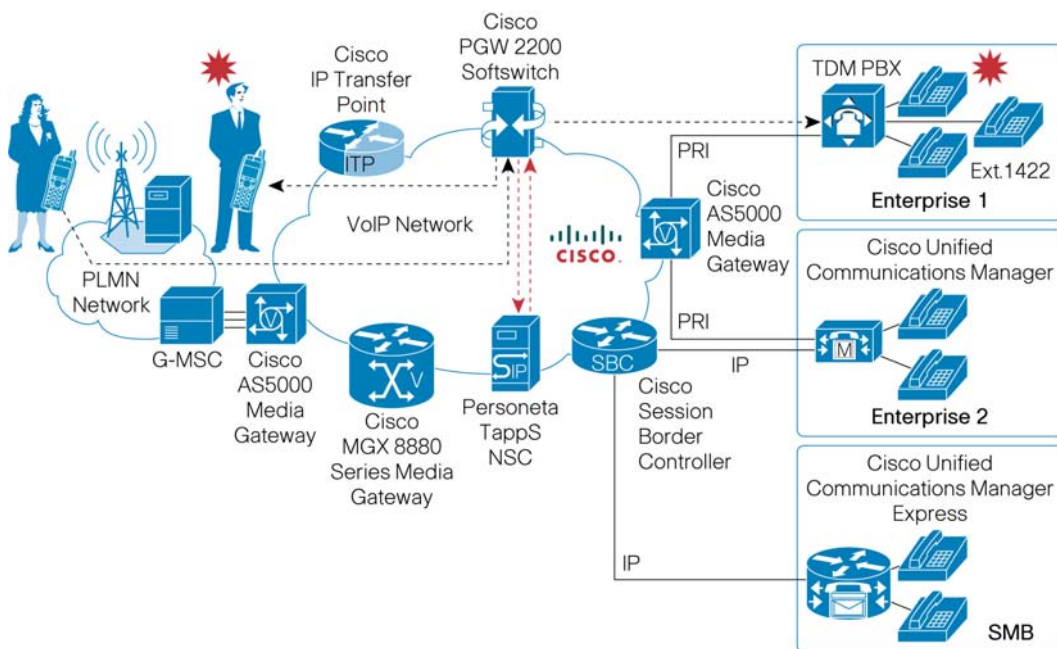 Cisco
PGW 2200
Softswitch
Cisco
IP Transfer
Point
ITP
VoIP Network
PLMN
Network
G-MSC
V
Cisco
AS5000
Media
Gateway
V
Cisco
MGX 8880
Series Media
Gateway
SIP
Personeta
TappS
NSC
CISCO
SBC
Cisco
Session
Border
Controller
V
Cisco
AS5000
Media
Gateway
PRI
PRI
IP
IP
TDM PBX
Ext.1422
Enterprise 1
Cisco Unified
Communications Manager
M
Enterprise 2
Cisco Unified
Communications Manager
Express
SMB